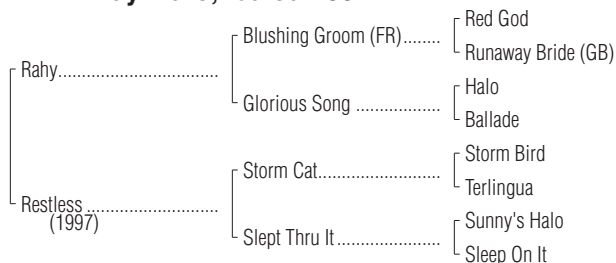 Red God
Blushing Groom (FR)........
Runaway Bride (GB)
Rahy......................................
Halo
Glorious Song ...................
Ballade
Storm Bird
Storm Cat..........................
Terlingua
Restless ................................
(1997)
Sunny's Halo
Slept Thru It.......................
Sleep On It